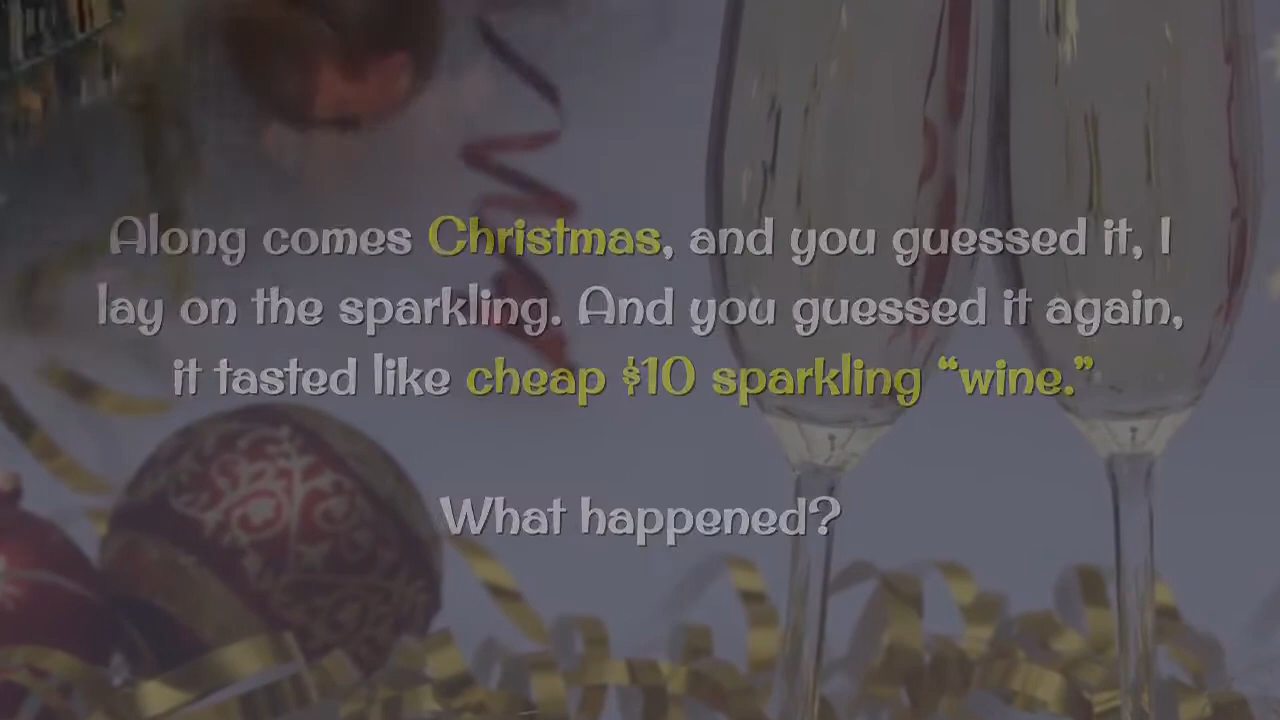 Along comes Christmas, and you guessed it, I
lay on the sparkling. And you guessed it again,
it tasted like cheap $10 sparkling “wine.”
What happened?